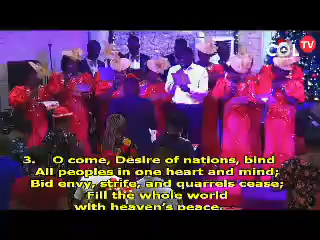 TV
3. O come, Desire of nations, bind
All peoples in one heart and mind;
Bid envy, strife, and quarrels cease;
Fill the whole world
with heaven's peace.